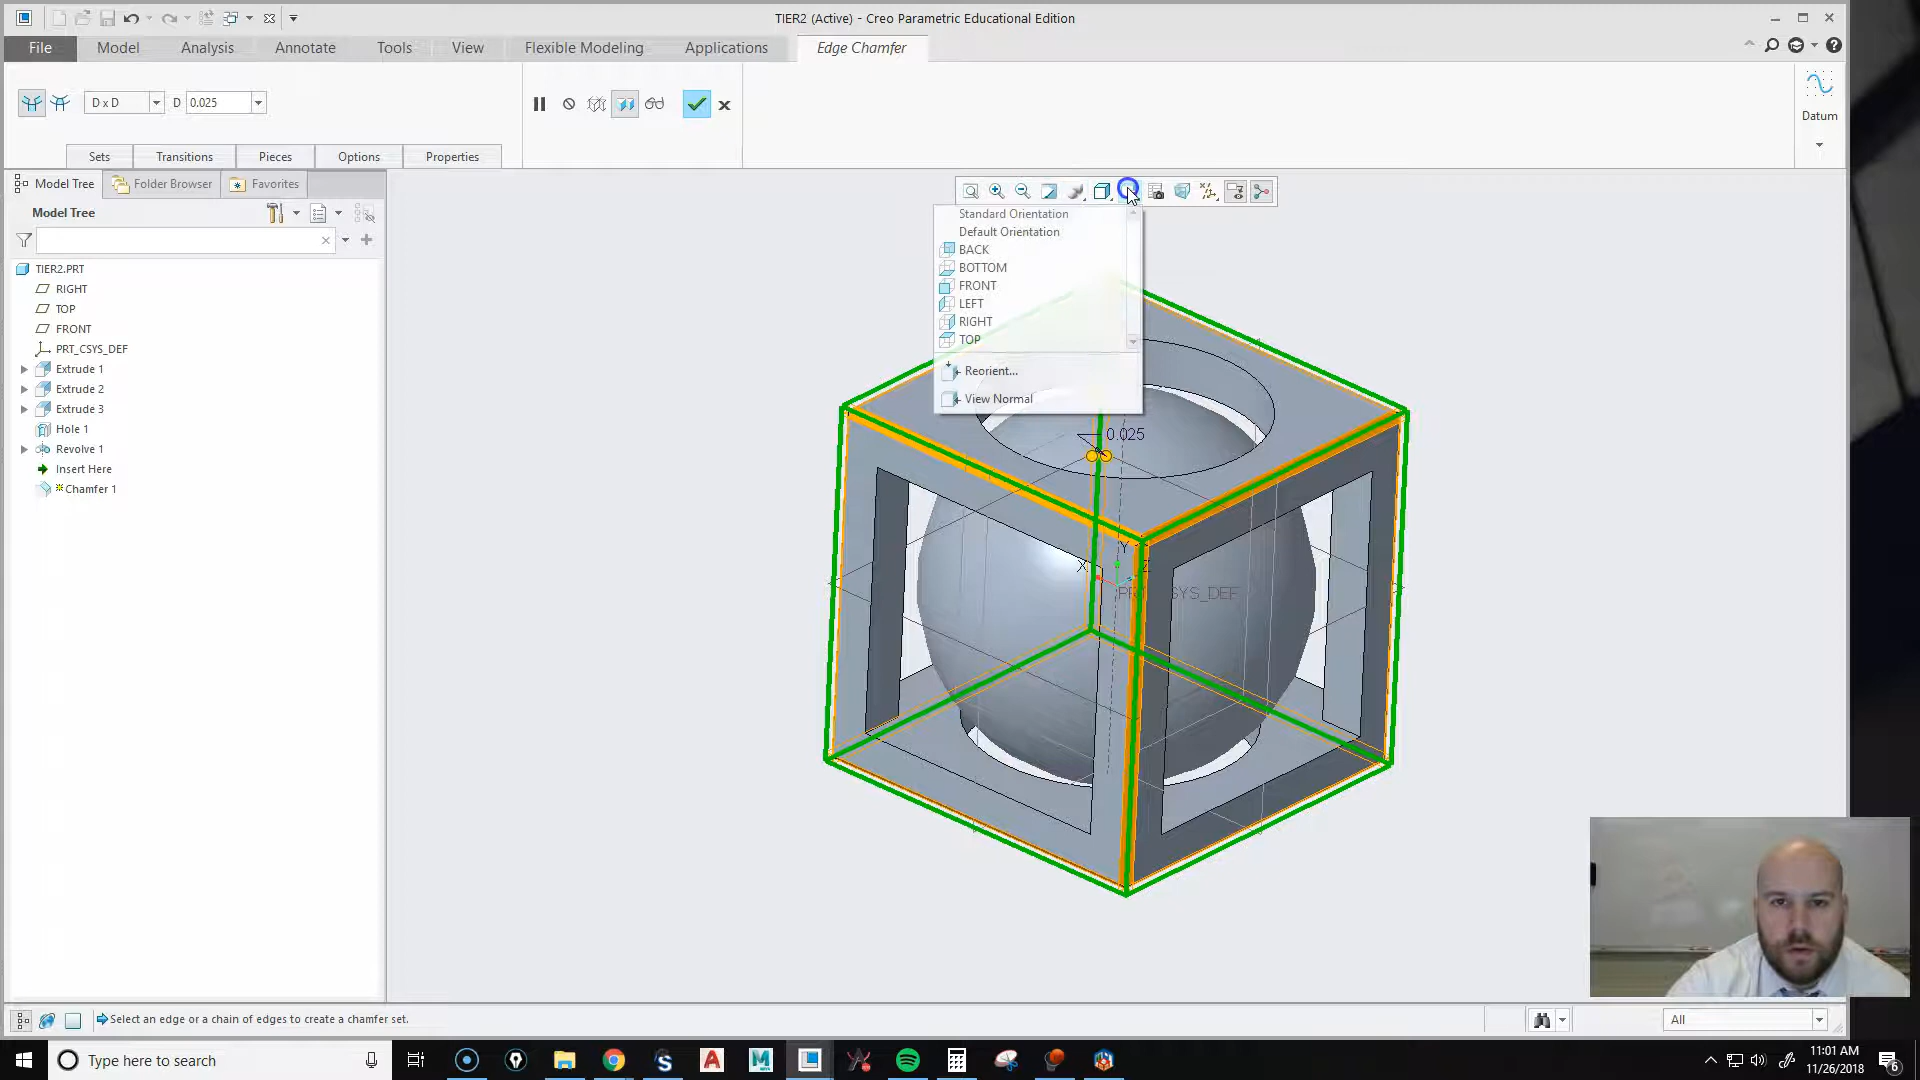 TIER2 (Active) - Creo Parametric Educational Edition
File Model Analysis Annotate Tools View Flexible Modeling Applications Edge Chamfer
D x D D 0.025
Datum
Sets Transitions Pieces Options Properties
Model Tree Folder Browser Favorites
Model Tree
TIER2.PRT
RIGHT
TOP
FRONT
PRT_CSYS_DEF
Extrude 1
Extrude 2
Extrude 3
Hole 1
Revolve 1
Insert Here
Chamfer 1
Standard Orientation
Default Orientation
BACK
BOTTOM
FRONT
LEFT
RIGHT
TOP
Reorient...
View Normal
0.025
Y
X Z
Select an edge or a chain of edges to create a chamfer set.
All
Type here to search
11:01 AM
11/26/2018
6